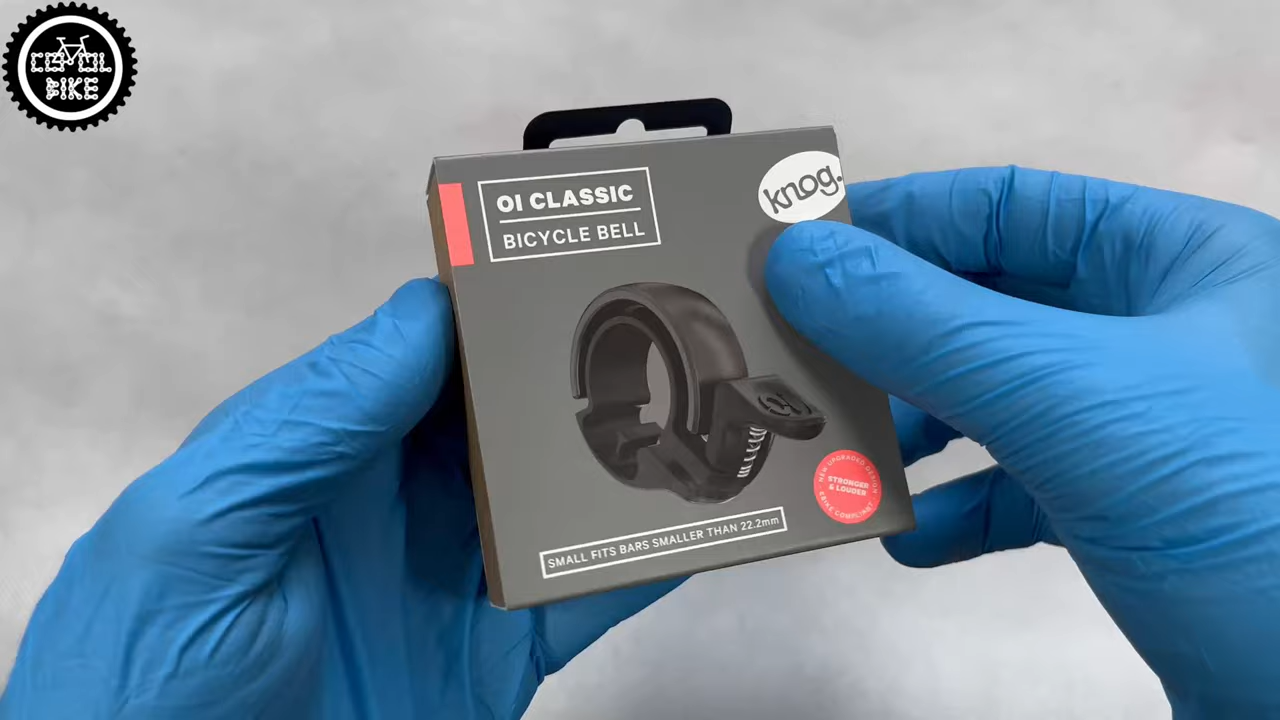 CEWOL
BIKE
OI CLASSIC
BICYCLE BELL
knog.
NEW UPGRADED DESIGN
STRONGER
& LOUDER
EBIKE COMPLIANT
SMALL FITS BARS SMALLER THAN 22.2mm